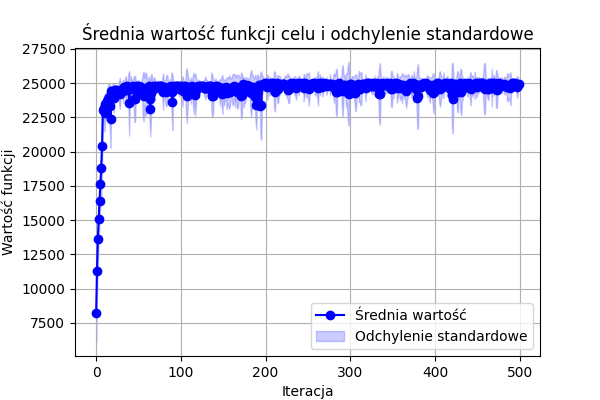 Średnia wartość funkcji celu i odchylenie standardowe
27500
25000
22500
20000
17500
15000
12500
10000
7500
Wartość funkcji
0 100 200 300 400 500
Iteracja
Średnia wartość
Odchylenie standardowe